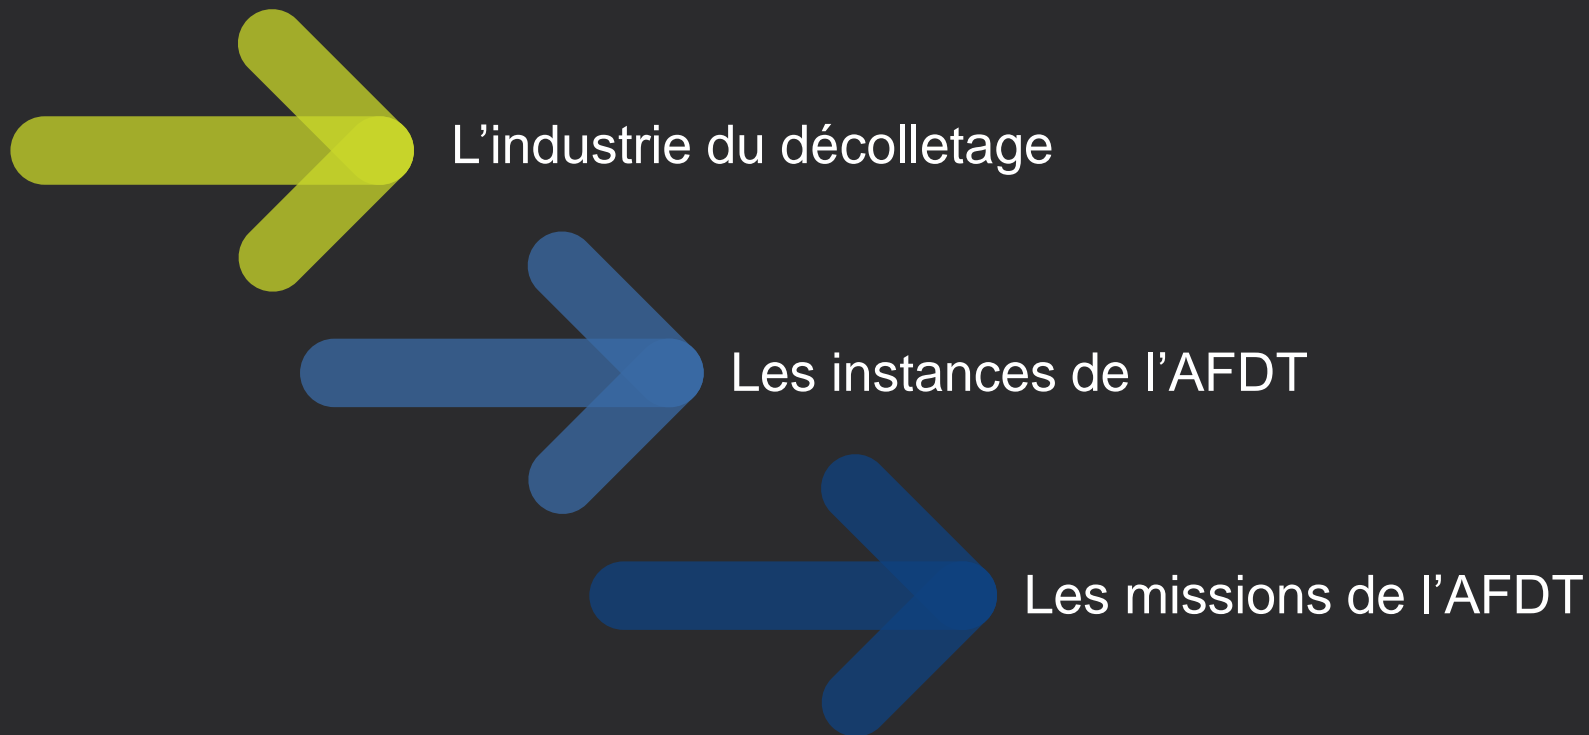 L’industrie du décolletage
Les instances de l’AFDT
Les missions de l’AFDT